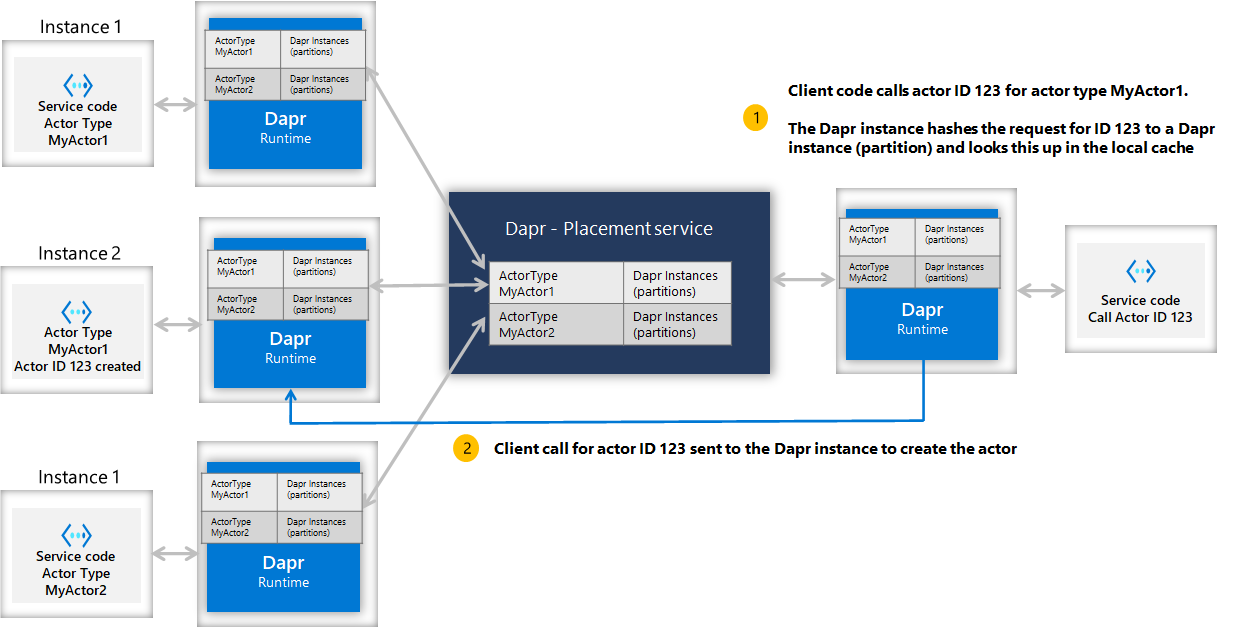 Instance 1
Service code
Actor Type
MyActor1
ActorType
MyActor1
Dapr Instances
(partitions)
ActorType
MyActor2
Dapr Instances
(partitions)
Dapr
Runtime
Instance 2
Actor Type
MyActor1
Actor ID 123 created
ActorType
MyActor1
Dapr Instances
(partitions)
ActorType
MyActor2
Dapr Instances
(partitions)
Dapr
Runtime
Instance 1
Service code
Actor Type
MyActor2
ActorType
MyActor1
Dapr Instances
(partitions)
ActorType
MyActor2
Dapr Instances
(partitions)
Dapr
Runtime
Dapr - Placement service
ActorType
MyActor1
Dapr Instances
(partitions)
ActorType
MyActor2
Dapr Instances
(partitions)
1
Client code calls actor ID 123 for actor type MyActor1.
The Dapr instance hashes the request for ID 123 to a Dapr
instance (partition) and looks this up in the local cache
ActorType
MyActor1
Dapr Instances
(partitions)
ActorType
MyActor2
Dapr Instances
(partitions)
Dapr
Runtime
Service code
Call Actor ID 123
2
Client call for actor ID 123 sent to the Dapr instance to create the actor